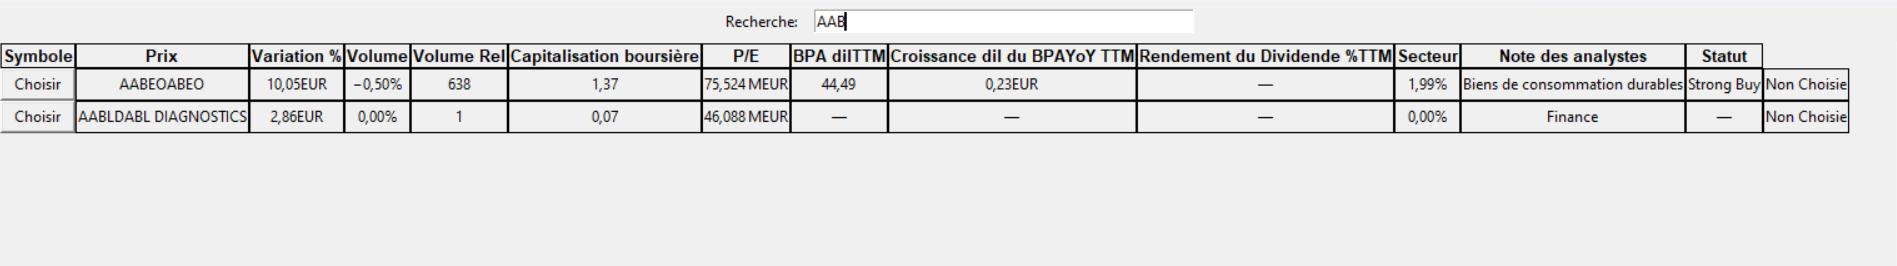 Recherche: AAB
Symbole Prix Variation % Volume Volume Rel Capitalisation boursière P/E BPA dilTTM Croissance dil du BPAYoY TTM Rendement du Dividende %TTM Secteur Note des analystes Statut
Choisir AABEOABEO 10,05EUR −0,50% 638 1,37 75,524 MEUR 44,49 0,23EUR — 1,99% Biens de consommation durables Strong Buy Non Choisie
Choisir AABLDABL DIAGNOSTICS 2,86EUR 0,00% 1 0,07 46,088 MEUR — — — 0,00% Finance — Non Choisie